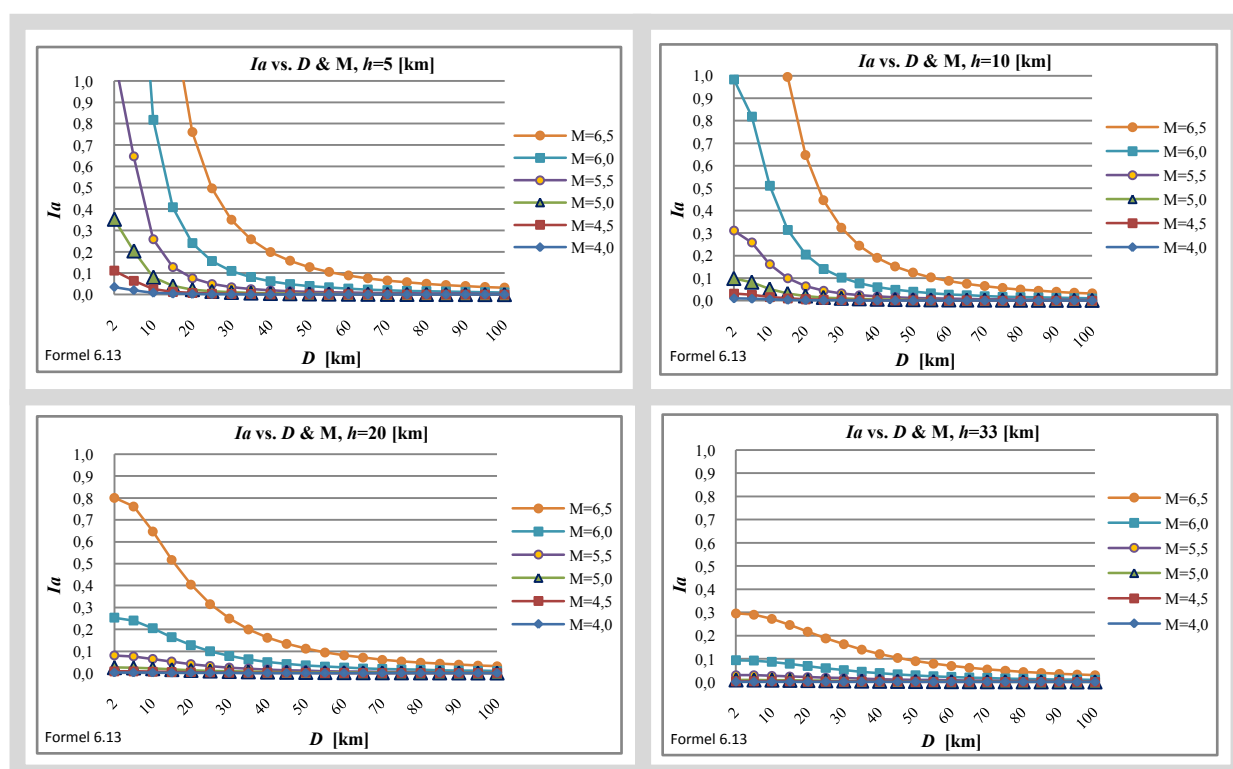 Ia vs. D & M, h=5 [km]
1,0
0,9
0,8
0,7
0,6
0,5
0,4
0,3
0,2
0,1
0,0
Ia
2
10
20
30
40
50
60
70
80
90
100
D [km]
Formel 6.13
M=6,5
M=6,0
M=5,5
M=5,0
M=4,5
M=4,0
Ia vs. D & M, h=10 [km]
1,0
0,9
0,8
0,7
0,6
0,5
0,4
0,3
0,2
0,1
0,0
Ia
2
10
20
30
40
50
60
70
80
90
100
D [km]
Formel 6.13
M=6,5
M=6,0
M=5,5
M=5,0
M=4,5
M=4,0
Ia vs. D & M, h=20 [km]
1,0
0,9
0,8
0,7
0,6
0,5
0,4
0,3
0,2
0,1
0,0
Ia
2
10
20
30
40
50
60
70
80
90
100
D [km]
Formel 6.13
M=6,5
M=6,0
M=5,5
M=5,0
M=4,5
M=4,0
Ia vs. D & M, h=33 [km]
1,0
0,9
0,8
0,7
0,6
0,5
0,4
0,3
0,2
0,1
0,0
Ia
2
10
20
30
40
50
60
70
80
90
100
D [km]
Formel 6.13
M=6,5
M=6,0
M=5,5
M=5,0
M=4,5
M=4,0